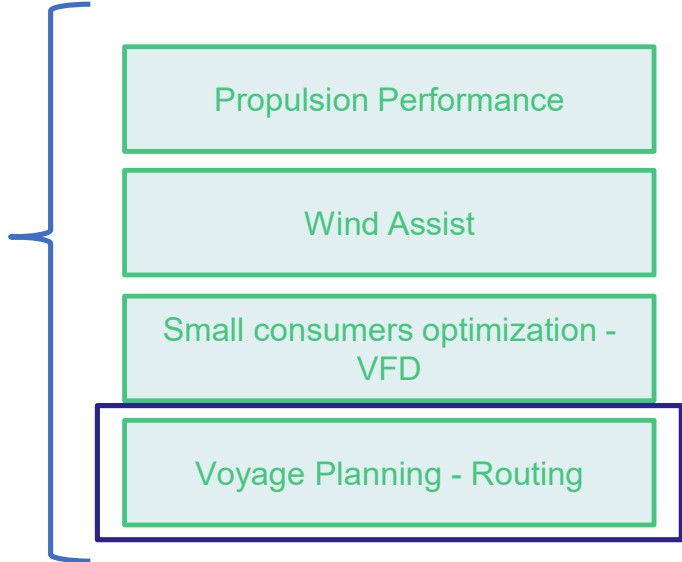 Propulsion Performance
Wind Assist
Small consumers optimization -
VFD
Voyage Planning - Routing